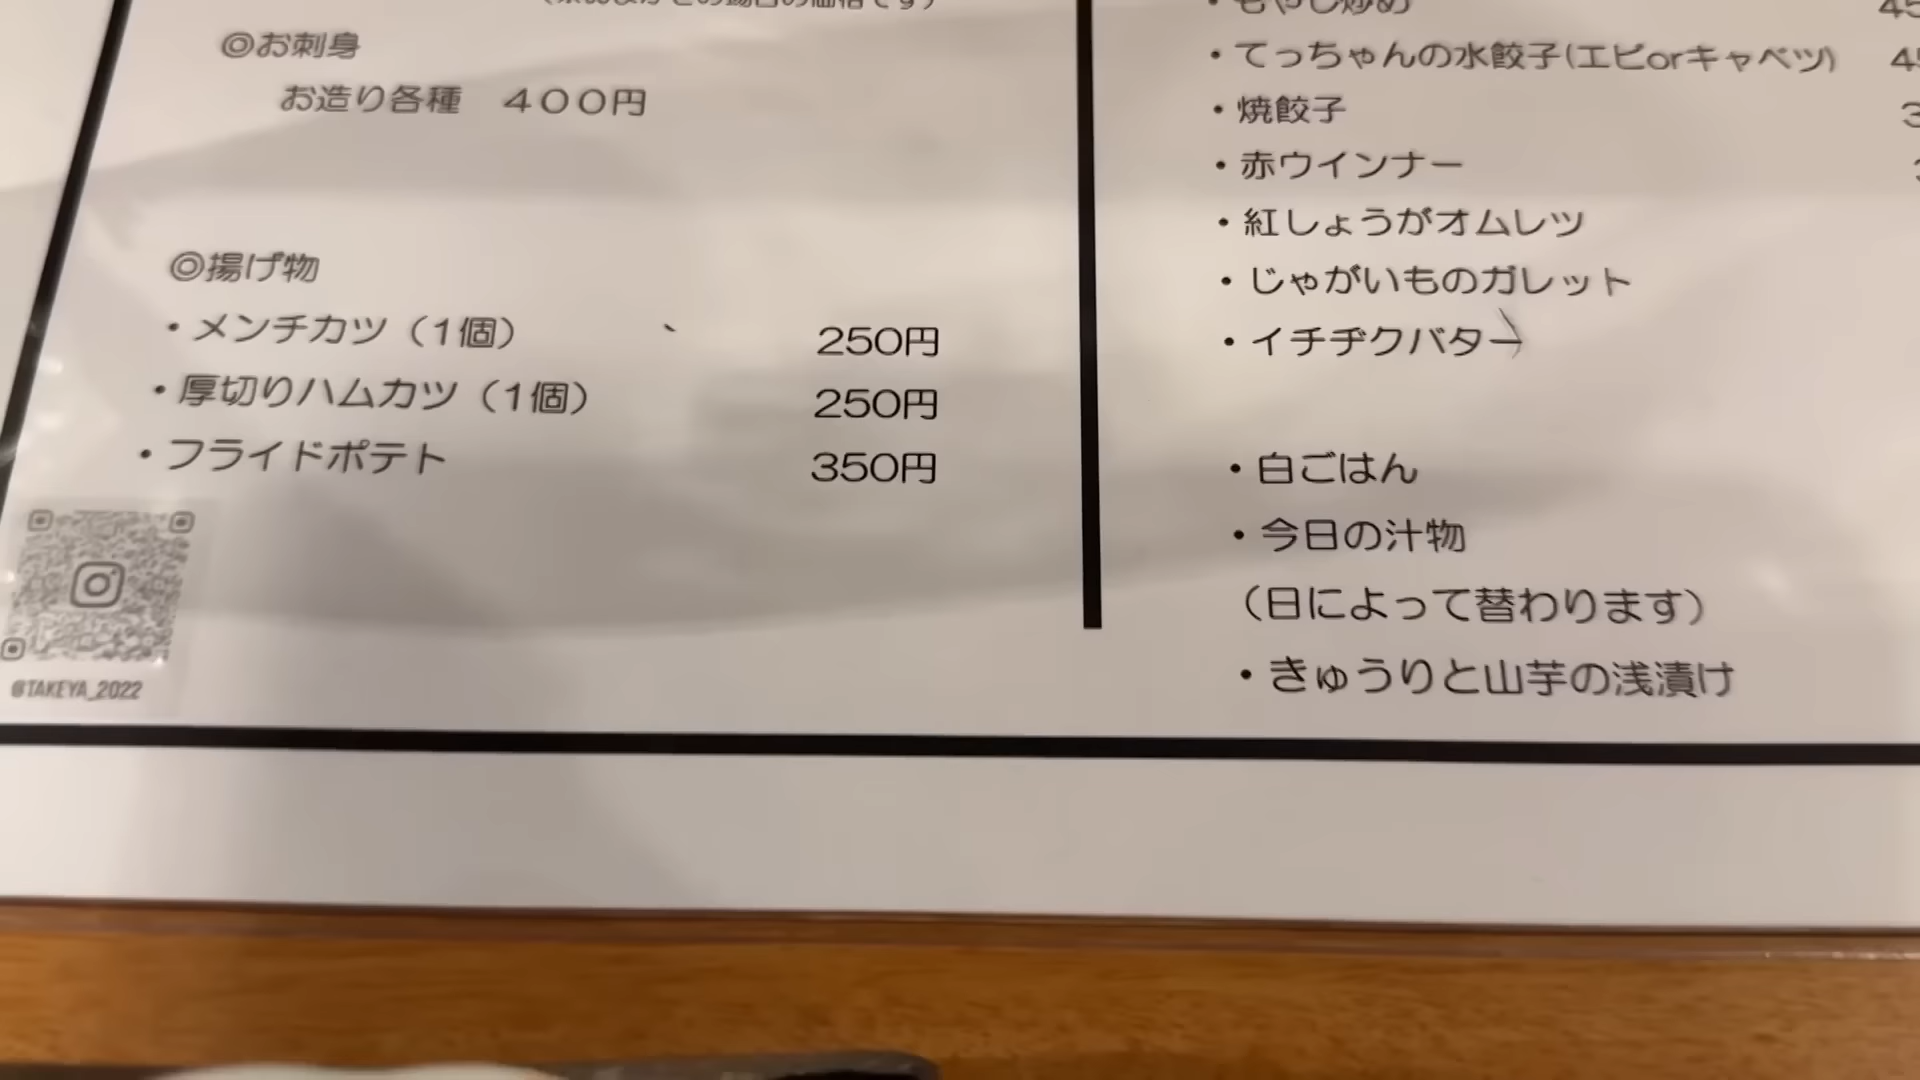 ◎お刺身
お造り各種 400円
◎揚げ物
・メンチカツ（1個） 250円
・厚切りハムカツ（1個） 250円
・フライドポテト 350円
@TAKEYA_2022
・もやし炒め 45
・てっちゃんの水餃子(エビorキャベツ)
・焼餃子
・赤ウインナー
・紅しょうがオムレツ
・じゃがいものガレット
・イチヂクバター
・白ごはん
・今日の汁物
（日によって替わります）
・きゅうりと山芋の浅漬け